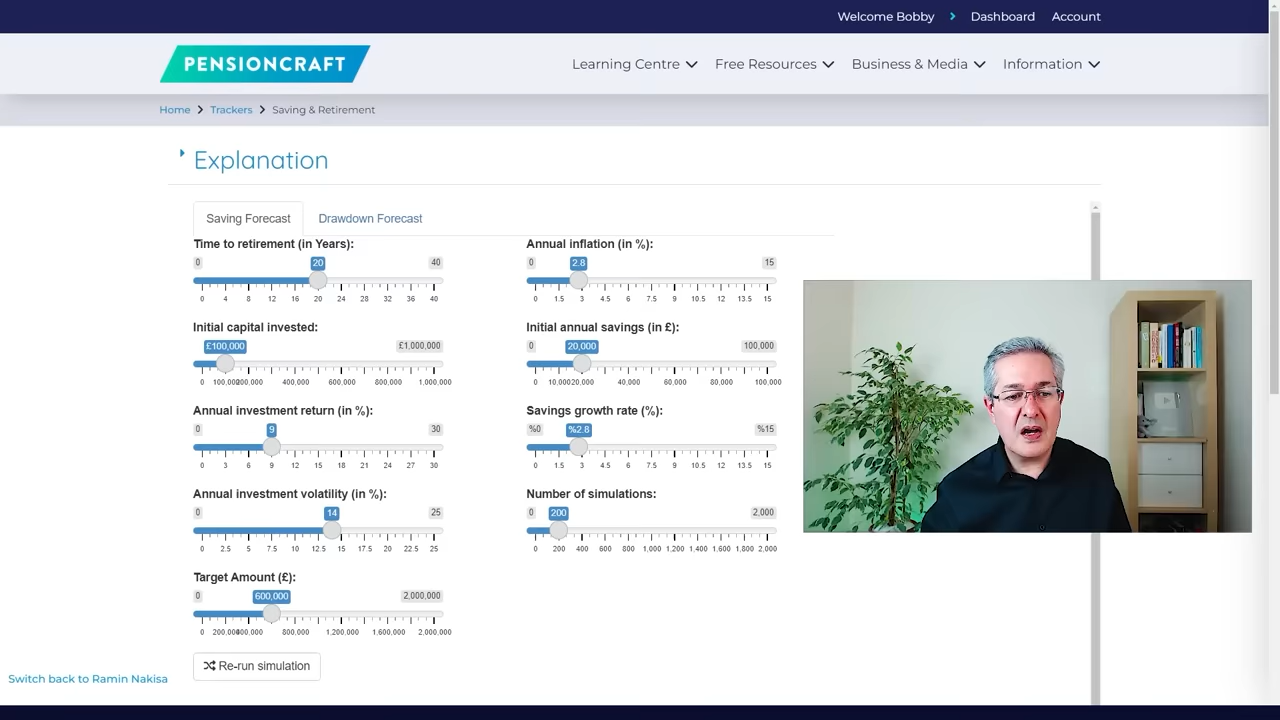 Welcome Bobby Dashboard Account
PENSIONCRAFT
Learning Centre Free Resources Business & Media Information
Home Trackers Saving & Retirement
Explanation
Saving Forecast Drawdown Forecast
Time to retirement (in Years):
0 20 40
0 4 8 12 16 20 24 28 32 36 40
Annual inflation (in %):
0 2.8 15
0 1.5 3 4.5 6 7.5 9 10.5 12 13.5 15
Initial capital invested:
£100,000 £1,000,000
0 100,000200,000 400,000 600,000 800,000 1,000,000
Initial annual savings (in £):
0 20,000 100,000
0 10,00020,000 40,000 60,000 80,000 100,000
Annual investment return (in %):
0 9 30
0 3 6 9 12 15 18 21 24 27 30
Savings growth rate (%):
%0 %2.8 %15
0 1.5 3 4.5 6 7.5 9 10.5 12 13.5 15
Annual investment volatility (in %):
0 14 25
0 2.5 5 7.5 10 12.5 15 17.5 20 22.5 25
Number of simulations:
0 200 2,000
0 200 400 600 800 1,000 1,200 1,400 1,600 1,800 2,000
Target Amount (£):
0 600,000 2,000,000
0 200,000400,000 800,000 1,200,000 1,600,000 2,000,000
Re-run simulation
Switch back to Ramin Nakisa